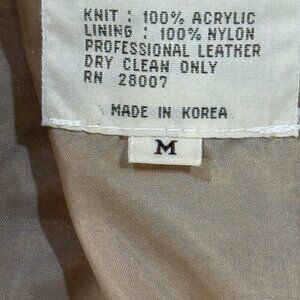 KNIT : 100% ACRYLIC
LINING : 100% NYLON
PROFESSIONAL LEATHER
DRY CLEAN ONLY
RN 28007
MADE IN KOREA
M